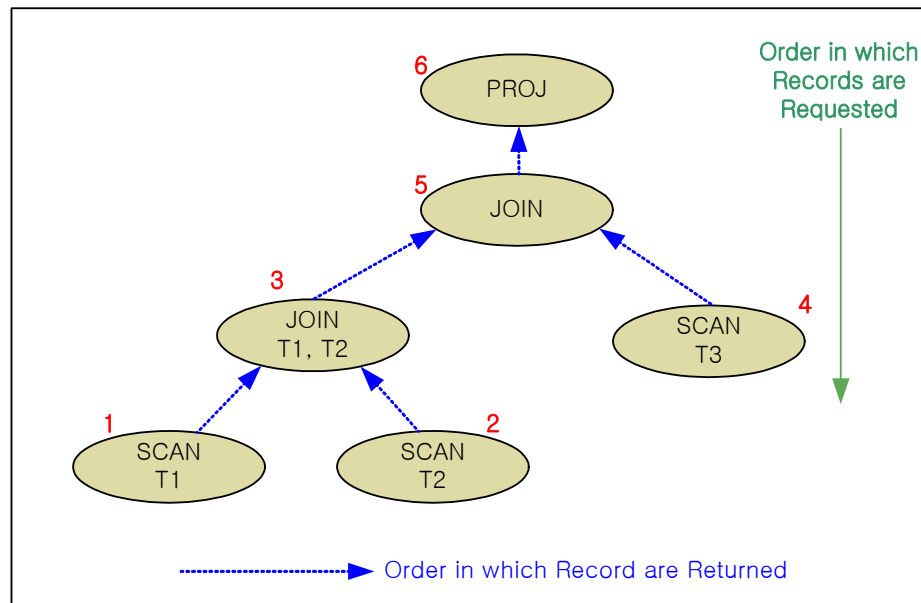 Order in which
Records are
Requested
6
PROJ
5
JOIN
3
JOIN
T1, T2
4
SCAN
T3
1
SCAN
T1
2
SCAN
T2
Order in which Record are Returned